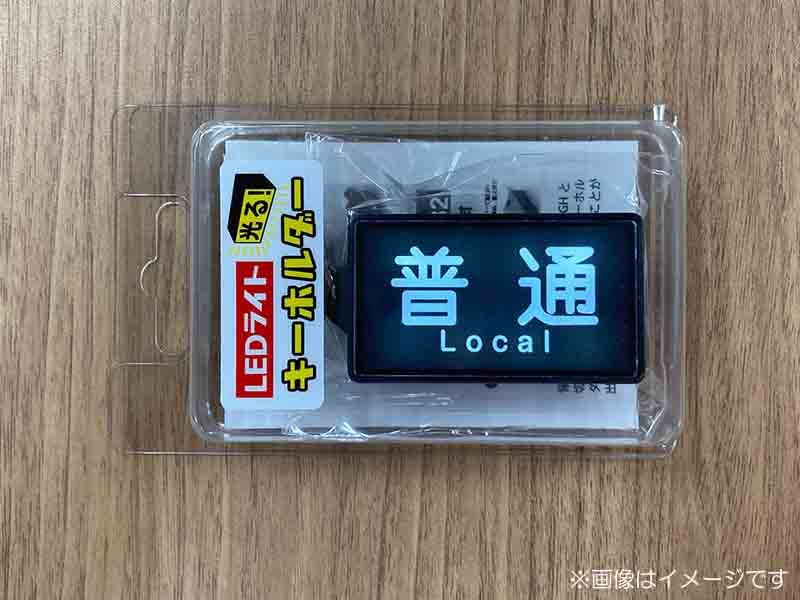 光る!
LEDライト
キーホルダー
普通
Local
※画像はイメージです